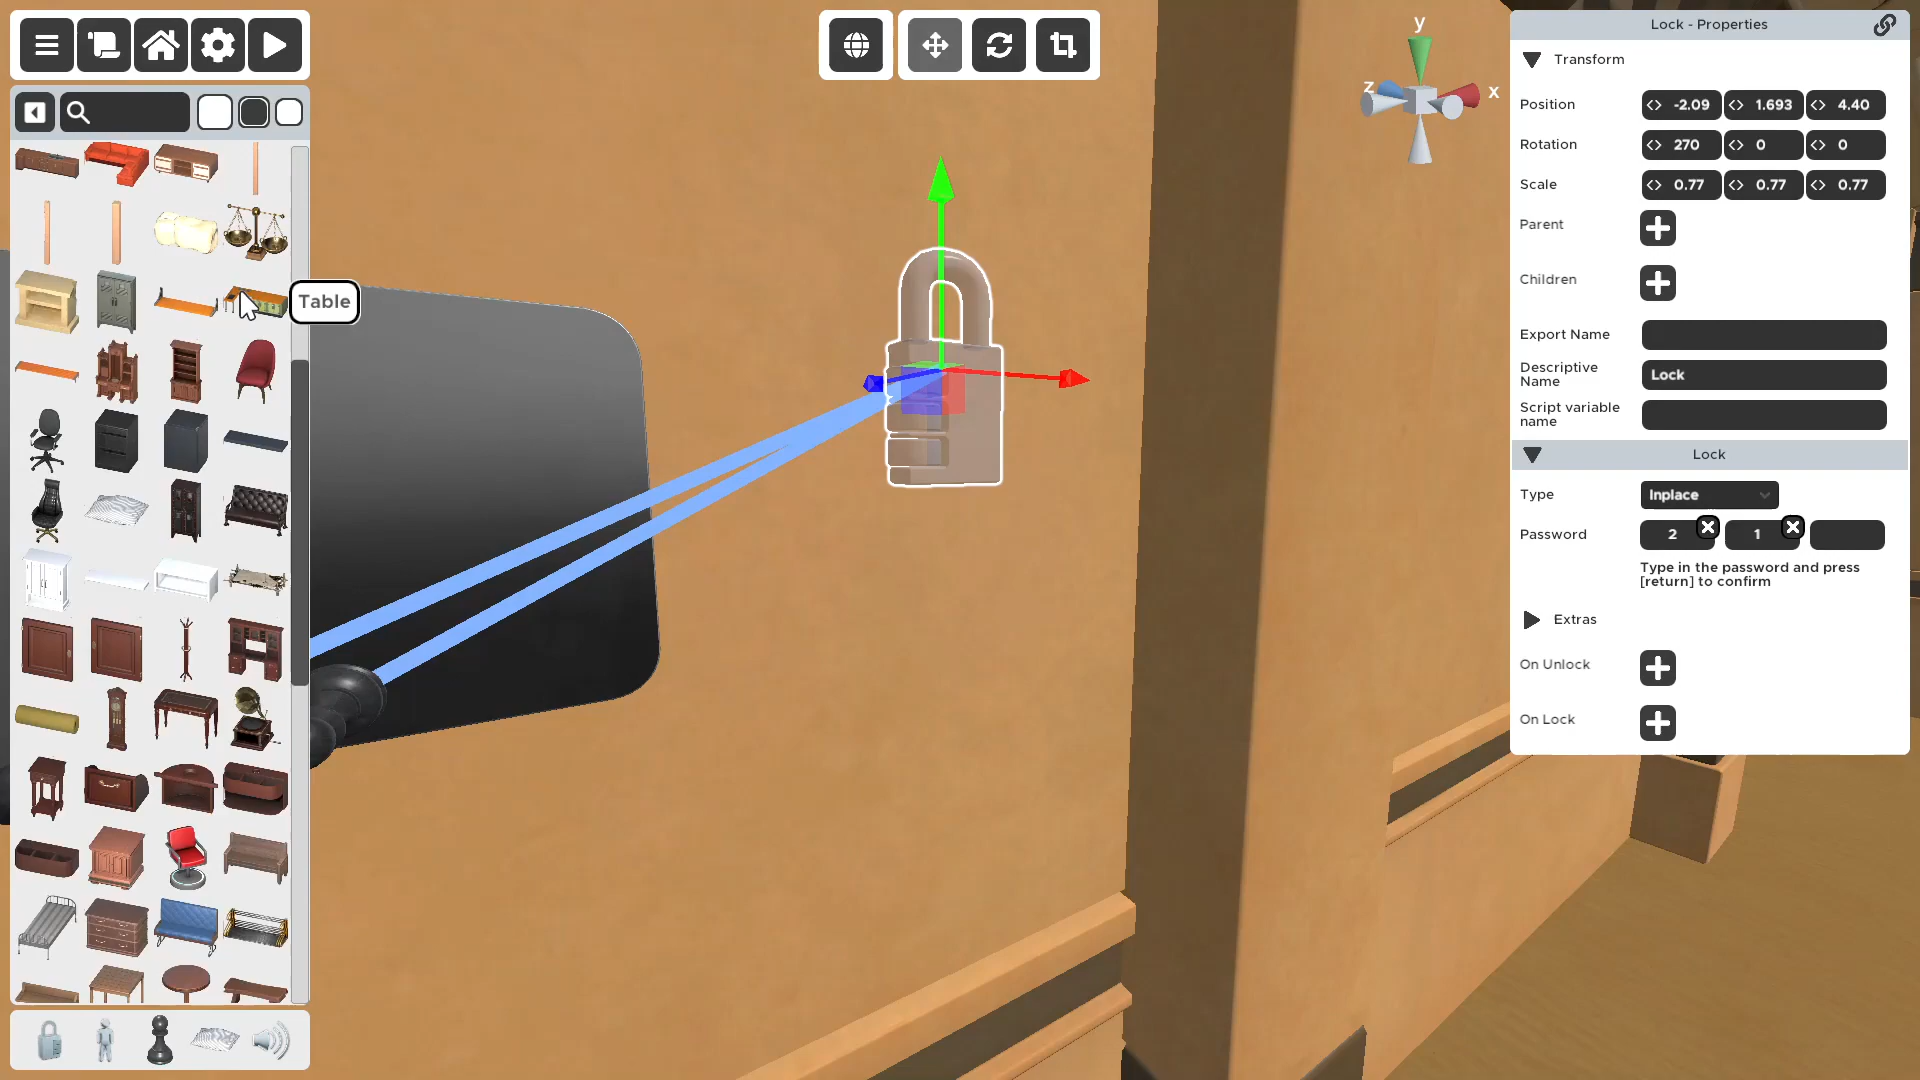 Lock - Properties
Transform
Position -2.09 1.693 4.40
Rotation 270 0 0
Scale 0.77 0.77 0.77
Parent
Children
Export Name
Descriptive Name Lock
Script variable name
Lock
Type Inplace
Password 2 1
Type in the password and press
[return] to confirm
Extras
On Unlock
On Lock
Table
y
z
x